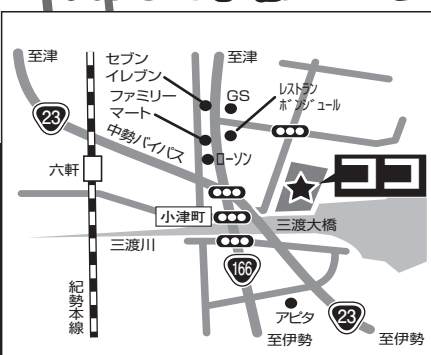 至津
セブン
イレブン
ファミリー
マート
中勢バイパス
ローソン
至津
GS
レストラン
ボンジュール
23
六軒
小津町
三渡川
三渡大橋
ココ
166
紀勢本線
アピタ
23
至伊勢
至伊勢